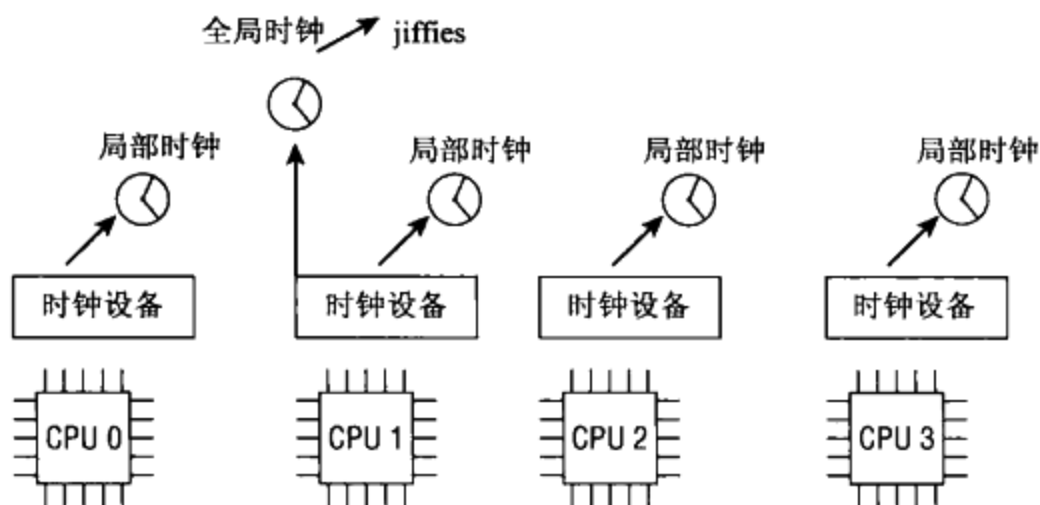 全局时钟 jiffies
局部时钟 局部时钟 局部时钟 局部时钟
时钟设备 时钟设备 时钟设备 时钟设备
CPU 0 CPU 1 CPU 2 CPU 3